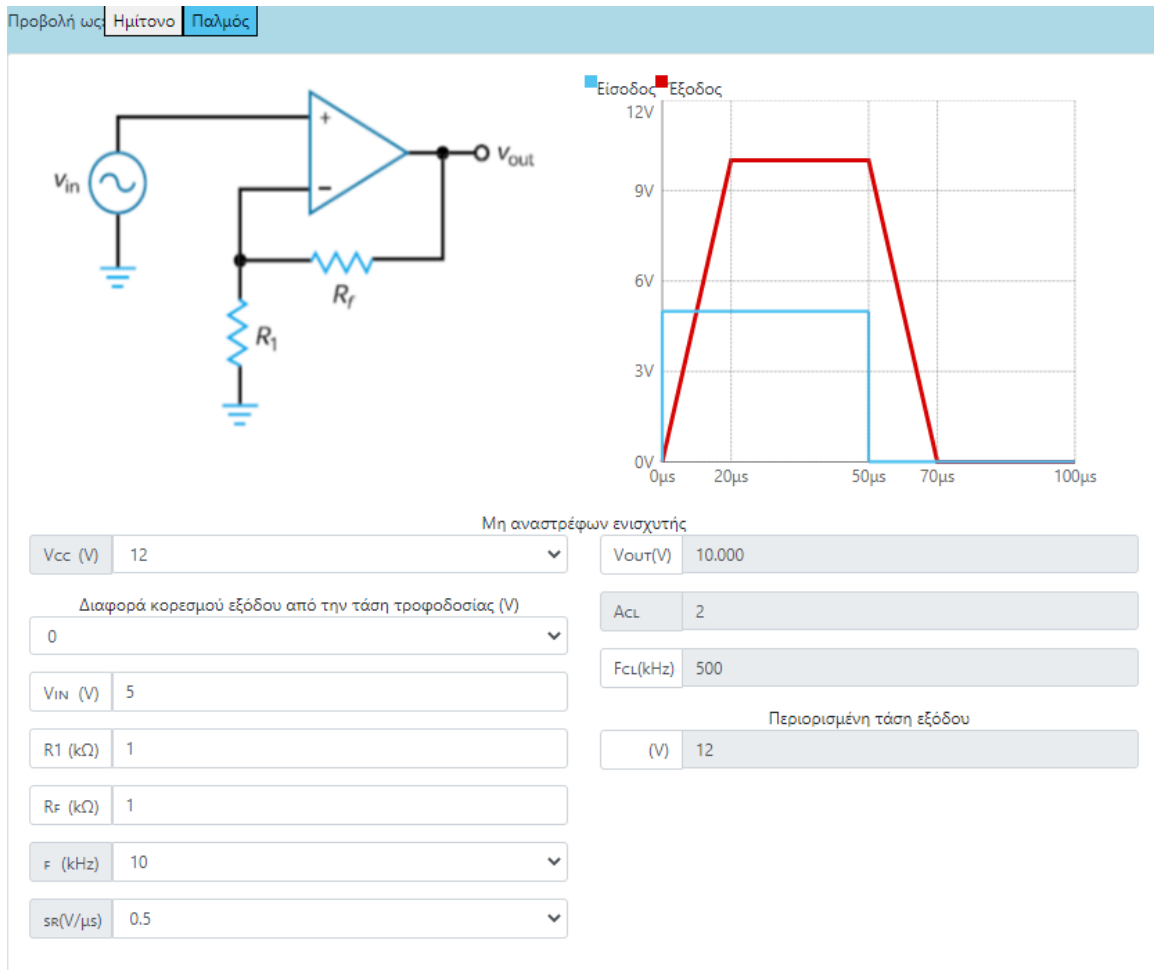 Προβολή ως: Ημίτονο Παλμός
Είσοδος Έξοδος
12V
9V
6V
3V
0V
0μs 20μs 50μs 70μs 100μs
+
−
vin
vout
Rf
R1
Μη αναστρέφων ενισχυτής
Vcc (V) 12
Διαφορά κορεσμού εξόδου από την τάση τροφοδοσίας (V)
0
VIN (V) 5
R1 (kΩ) 1
RF (kΩ) 1
F (kHz) 10
SR(V/μs) 0.5
VOUT(V) 10.000
ACL 2
FCL(kHz) 500
Περιορισμένη τάση εξόδου
(V) 12